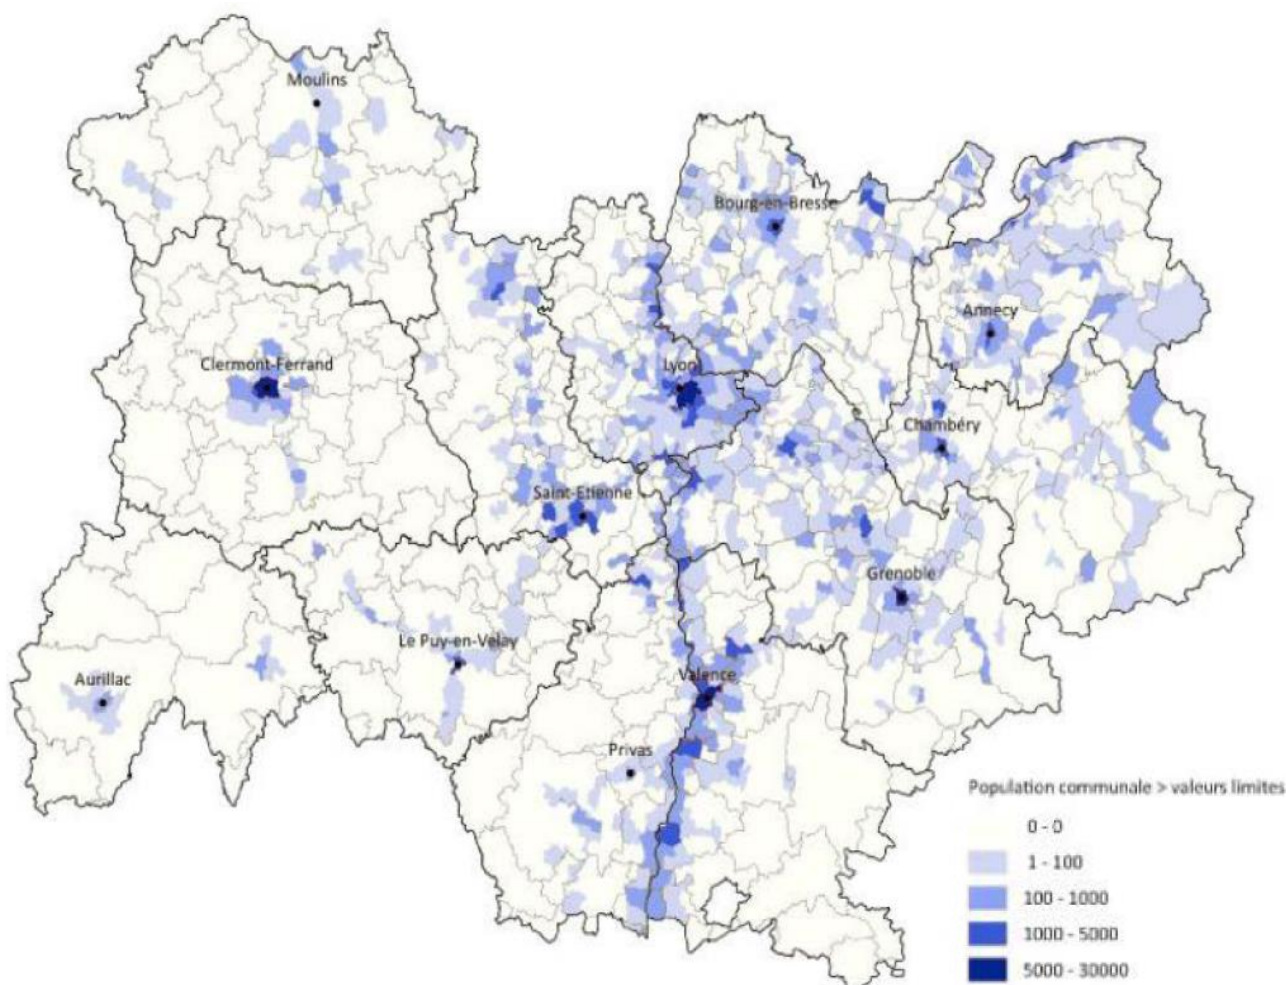 Moulins
Bourg-en-Bresse
Annecy
Clermont-Ferrand
Lyon
Chambéry
Saint-Etienne
Grenoble
Le Puy-en-Velay
Aurillac
Valence
Privas
Population communale > valeurs limites
0 - 0
1 - 100
100 - 1000
1000 - 5000
5000 - 30000